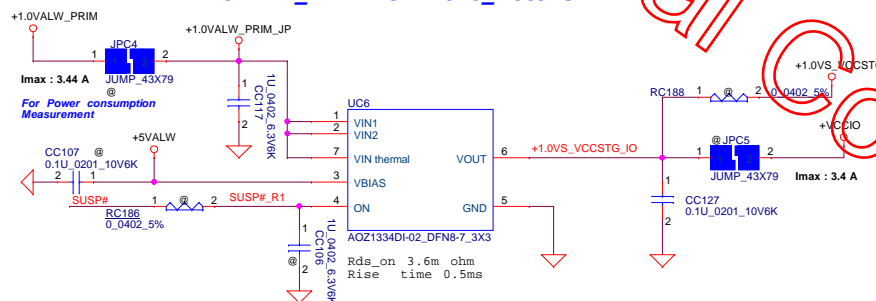 +1.0VALW_PRIM
+1.0VALW_PRIM_JP
JPC4
1
2
JUMP_43X79
@
Imax : 3.44 A
For Power consumption
Measurement
1
2
1U_0402_6.3V6K
CC117
UC6
1
VIN1
2
VIN2
7
VIN thermal
3
VBIAS
4
ON
VOUT
6
GND
5
AOZ1334DI-02_DFN8-7_3X3
Rds_on 3.6m ohm
Rise time 0.5ms
+5VALW
CC107
0.1U_0201_10V6K
2
1
SUSP#
1
@
2
SUSP#_R1
RC186
0_0402_5%
1
2
@
1U_0402_6.3V6K
CC106
+1.0VS_VCCSTG_IO
+1.0VS_VCCSTG
RC188
1
@
2
0_0402_5%
+VCCIO
@
JPC5
1
2
JUMP_43X79
Imax : 3.4 A
1
2
CC127
0.1U_0201_10V6K